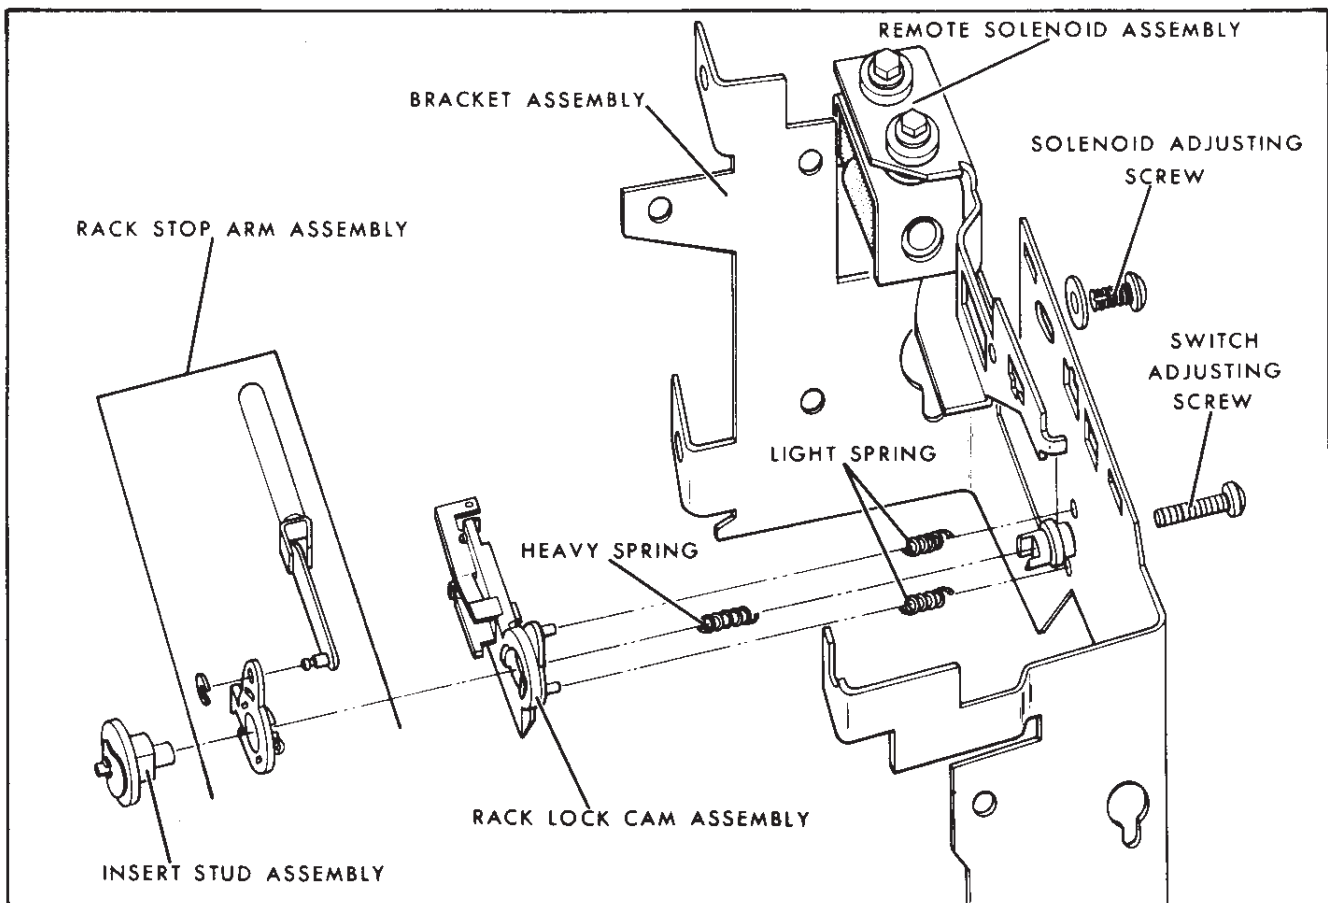 REMOTE SOLENOID ASSEMBLY
BRACKET ASSEMBLY
SOLENOID ADJUSTING
SCREW
RACK STOP ARM ASSEMBLY
SWITCH
ADJUSTING
SCREW
LIGHT SPRING
HEAVY SPRING
RACK LOCK CAM ASSEMBLY
INSERT STUD ASSEMBLY